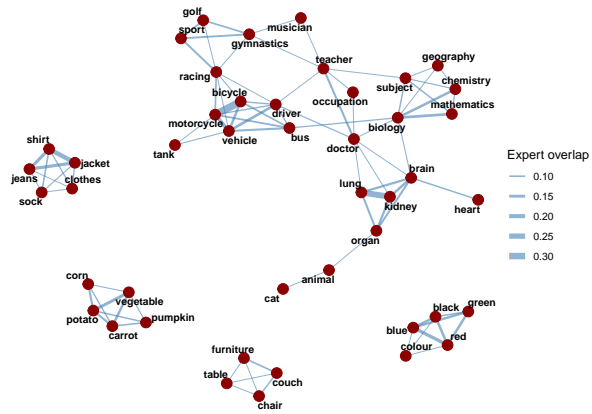 golf
sport
musician
gymnastics
teacher
geography
racing
subject
chemistry
bicycle
occupation
mathematics
driver
motorcycle
biology
bus
vehicle
tank
doctor
shirt
jacket
jeans
clothes
sock
brain
lung
kidney
heart
organ
animal
cat
Expert overlap
0.10
0.15
0.20
0.25
0.30
corn
vegetable
potato
pumpkin
carrot
black
green
blue
red
colour
furniture
table
couch
chair